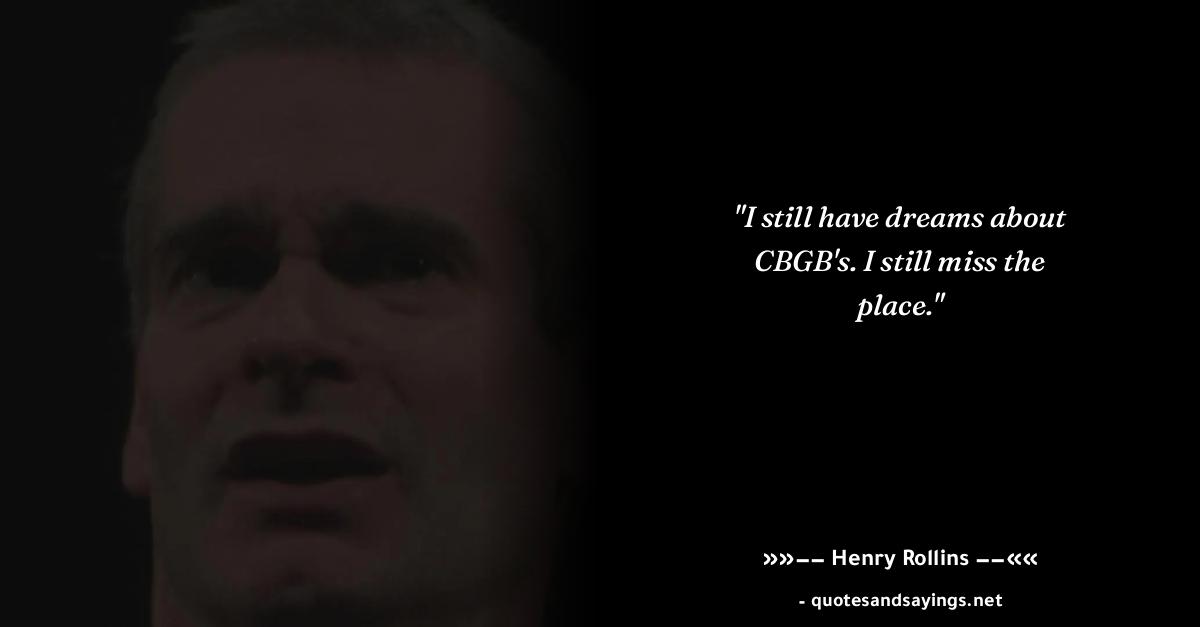 "I still have dreams about
CBGB's. I still miss the
place."
»»−− Henry Rollins −−««
- quotesandsayings.net